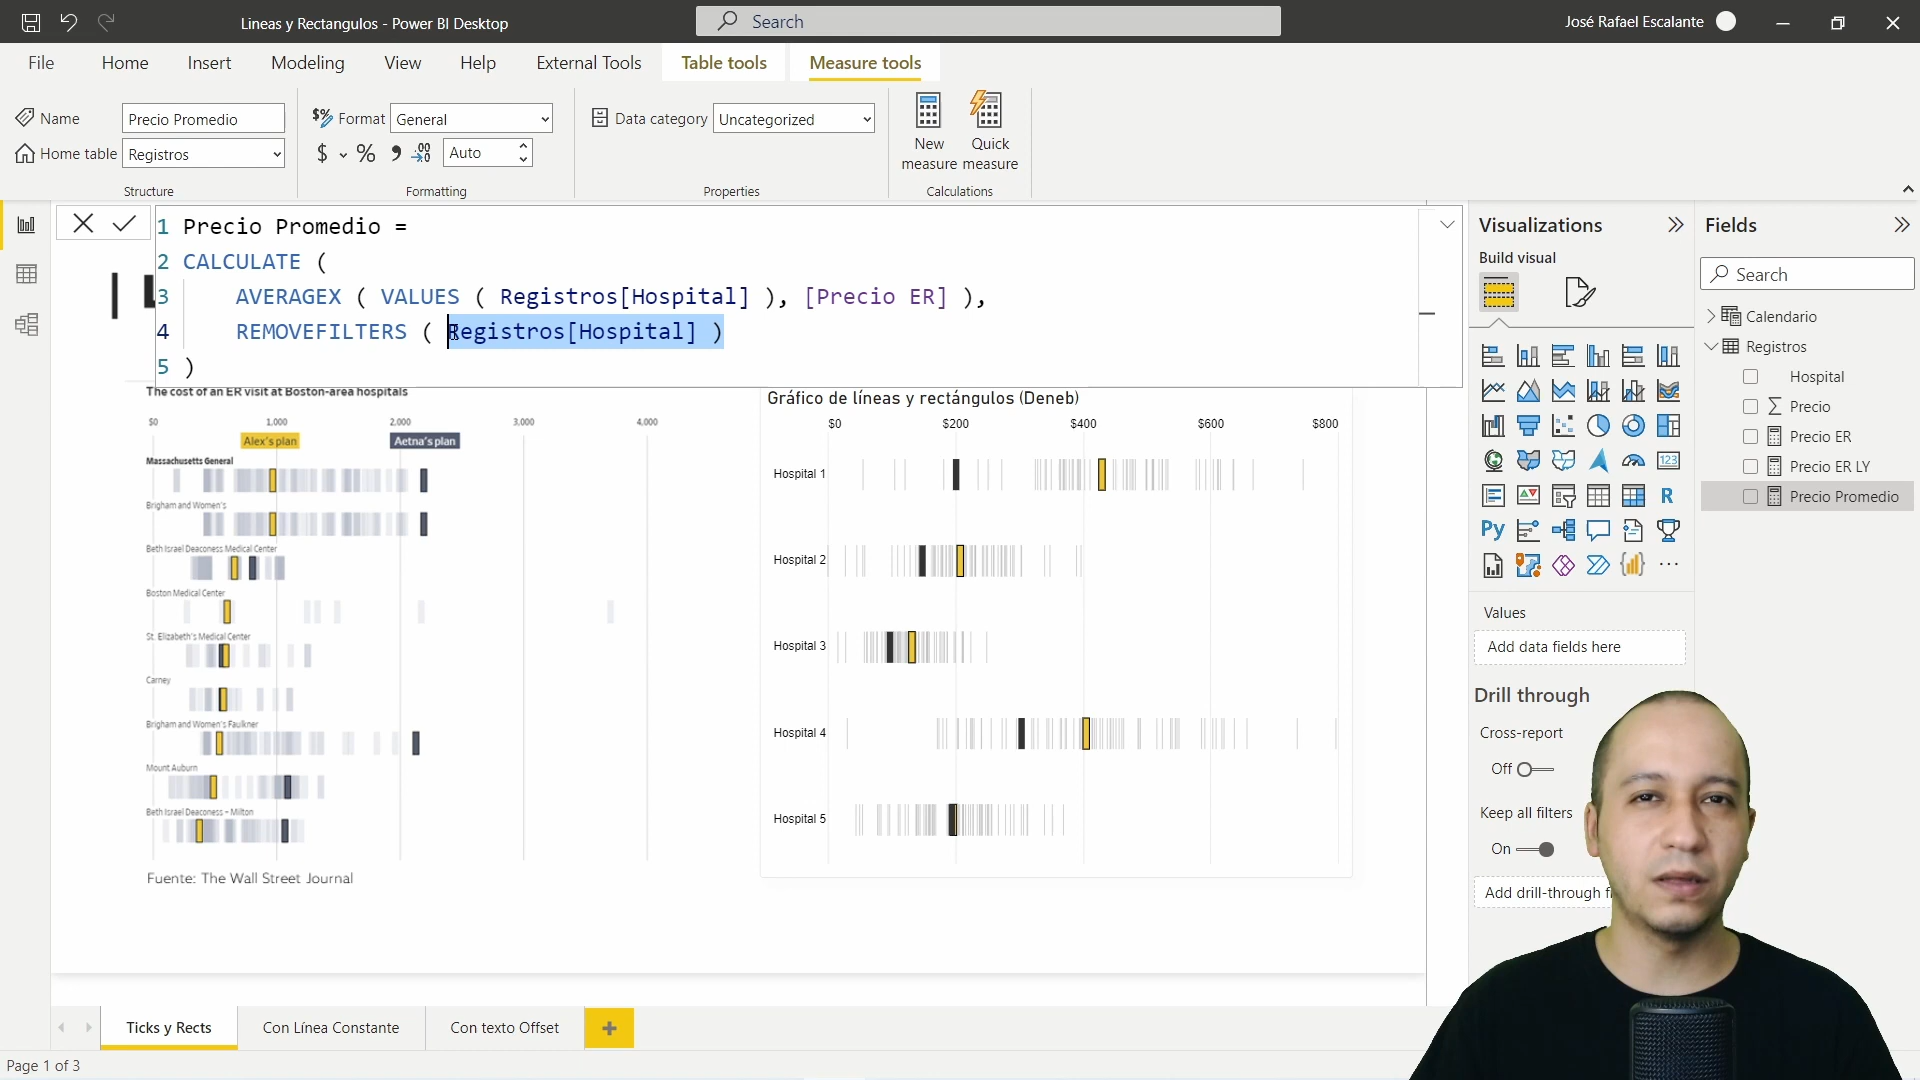 Lineas y Rectangulos - Power BI Desktop
Search
José Rafael Escalante
File
Home
Insert
Modeling
View
Help
External Tools
Table tools
Measure tools
Name
Precio Promedio
Home table
Registros
Structure
Format
General
$
%
Auto
Formatting
Data category
Uncategorized
Properties
New
measure
Quick
measure
Calculations
1 Precio Promedio =
2 CALCULATE (
3 AVERAGEX ( VALUES ( Registros[Hospital] ), [Precio ER] ),
4 REMOVEFILTERS ( Registros[Hospital] )
5 )
The cost of an ER visit at Boston-area hospitals
$0
1,000
2,000
3,000
4,000
Alex's plan
Aetna's plan
Massachusetts General
Brigham and Women's
Beth Israel Deaconess Medical Center
Boston Medical Center
St. Elizabeth's Medical Center
Carney
Brigham and Women's Faulkner
Mount Auburn
Beth Israel Deaconess – Milton
Fuente: The Wall Street Journal
Gráfico de líneas y rectángulos (Deneb)
$0
$200
$400
$600
$800
Hospital 1
Hospital 2
Hospital 3
Hospital 4
Hospital 5
Visualizations
Build visual
123
R
Py
Values
Add data fields here
Drill through
Cross-report
Off
Keep all filters
On
Add drill-through f
Fields
Search
Calendario
Registros
Hospital
Precio
Precio ER
Precio ER LY
Precio Promedio
Ticks y Rects
Con Línea Constante
Con texto Offset
Page 1 of 3